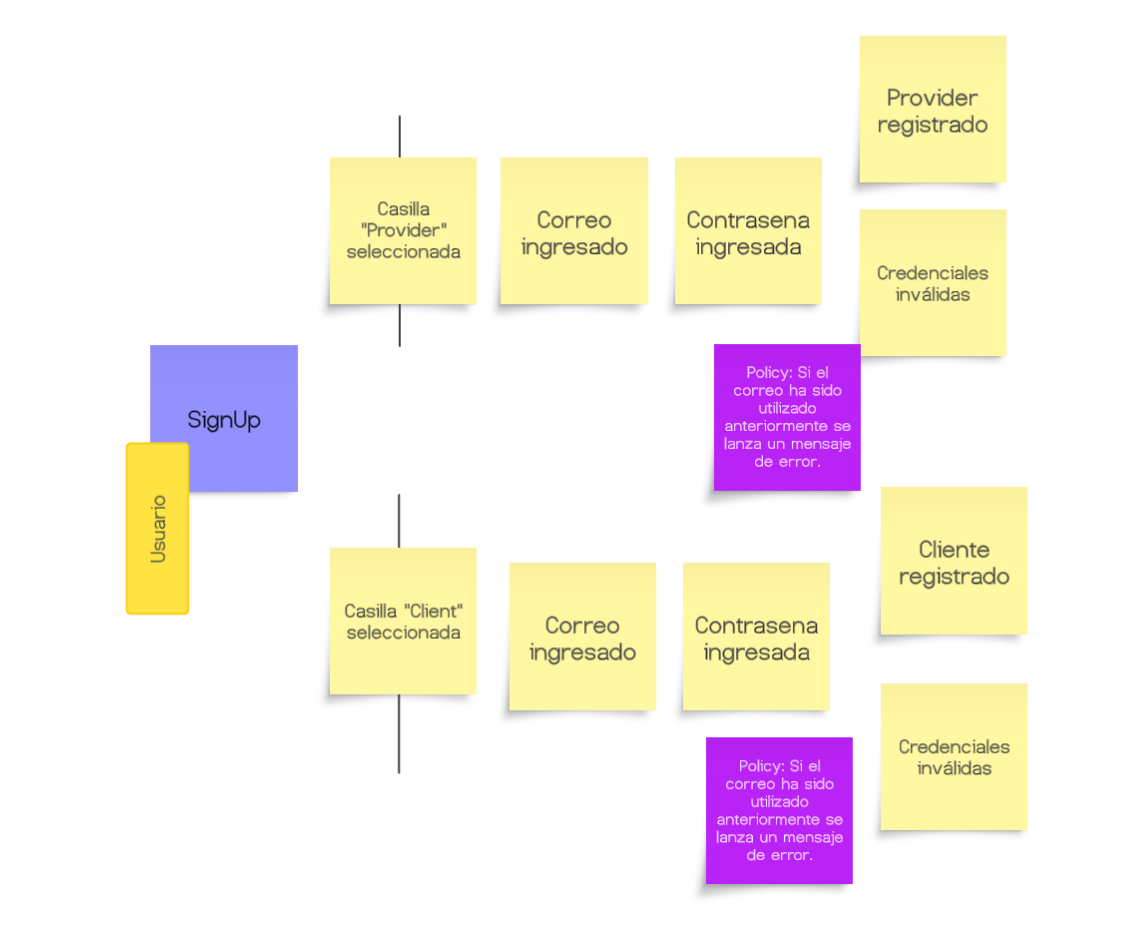 Provider
registrado
Casilla
"Provider"
seleccionada
Correo
ingresado
Contrasena
ingresada
Credenciales
inválidas
Policy: Si el
correo ha sido
utilizado
anteriormente se
lanza un mensaje
de error.
SignUp
Usuario
Casilla "Client"
seleccionada
Correo
ingresado
Contrasena
ingresada
Cliente
registrado
Credenciales
inválidas
Policy: Si el
correo ha sido
utilizado
anteriormente se
lanza un mensaje
de error.